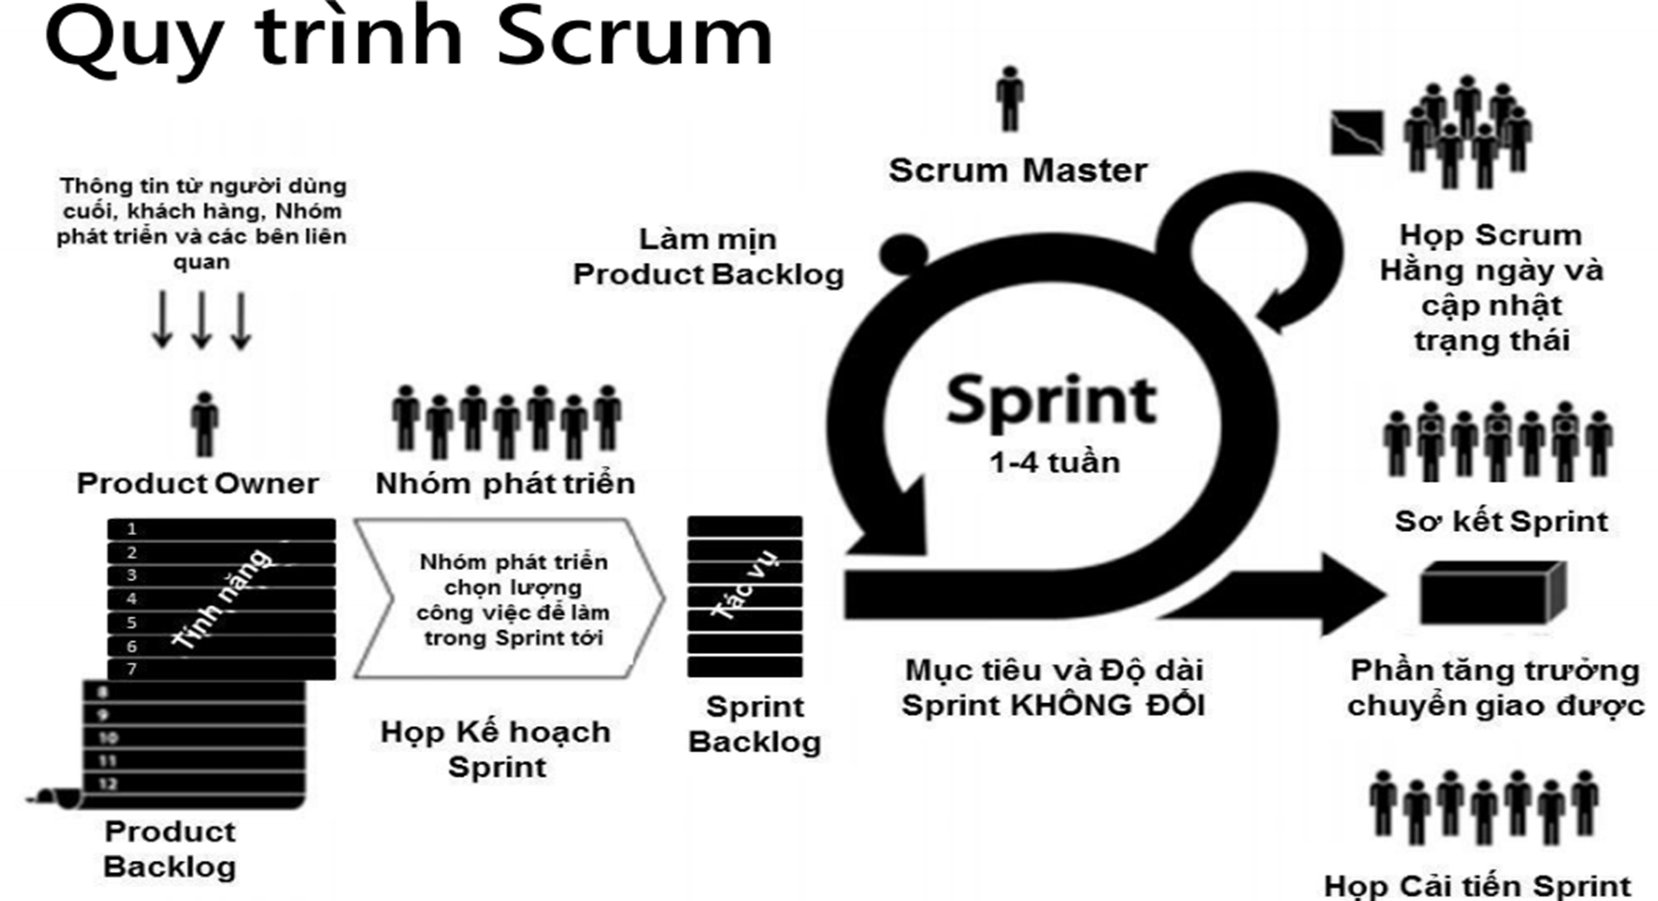 Quy trình Scrum
Scrum Master
Thông tin từ người dùng
cuối, khách hàng, Nhóm
phát triển và các bên liên
quan
Làm mịn
Product Backlog
Họp Scrum
Hằng ngày và
cập nhật
trạng thái
Sprint
1-4 tuần
Product Owner
Nhóm phát triển
Sơ kết Sprint
1
2
3
4
5
6
7
8
9
10
11
12
Tính năng
Nhóm phát triển
chọn lượng
công việc để làm
trong Sprint tới
Tác vụ
Mục tiêu và Độ dài
Sprint KHÔNG ĐỔI
Phần tăng trưởng
chuyển giao được
Họp Kế hoạch
Sprint
Sprint
Backlog
Product
Backlog
Họp Cải tiến Sprint